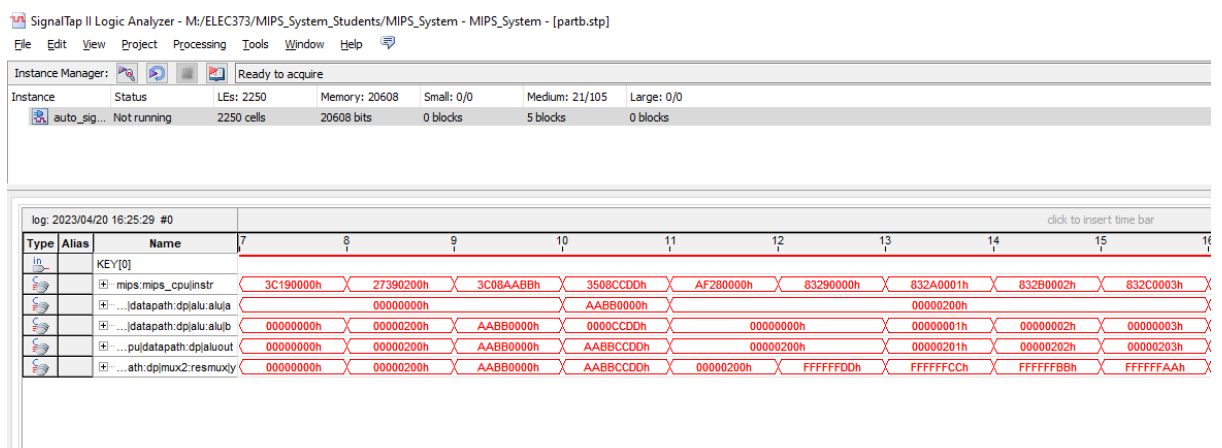 SignalTap II Logic Analyzer - M:/ELEC373/MIPS_System_Students/MIPS_System - MIPS_System - [partb.stp]
File Edit View Project Processing Tools Window Help
Instance Manager: Ready to acquire
Instance Status LEs: 2250 Memory: 20608 Small: 0/0 Medium: 21/105 Large: 0/0
auto_sig... Not running 2250 cells 20608 bits 0 blocks 5 blocks 0 blocks
log: 2023/04/20 16:25:29 #0 click to insert time bar
Type Alias Name 7 8 9 10 11 12 13 14 15 16
in KEY[0]
mips:mips_cpu|instr 3C190000h 27390200h 3C08AABBh 3508CCDDh AF280000h 83290000h 832A0001h 832B0002h 832C0003h
...|datapath:dp|alu:alu|a 00000000h AABB0000h 00000200h
...|datapath:dp|alu:alu|b 00000000h 00000200h AABB0000h 0000CCDDh 00000000h 00000001h 00000002h 00000003h
...pu|datapath:dp|aluout 00000000h 00000200h AABB0000h AABBCCDDh 00000200h 00000201h 00000202h 00000203h
...ath:dp|mux2:resmux|y 00000000h 00000200h AABB0000h AABBCCDDh 00000200h FFFFFFDDh FFFFFFCCh FFFFFFBBh FFFFFFAAh